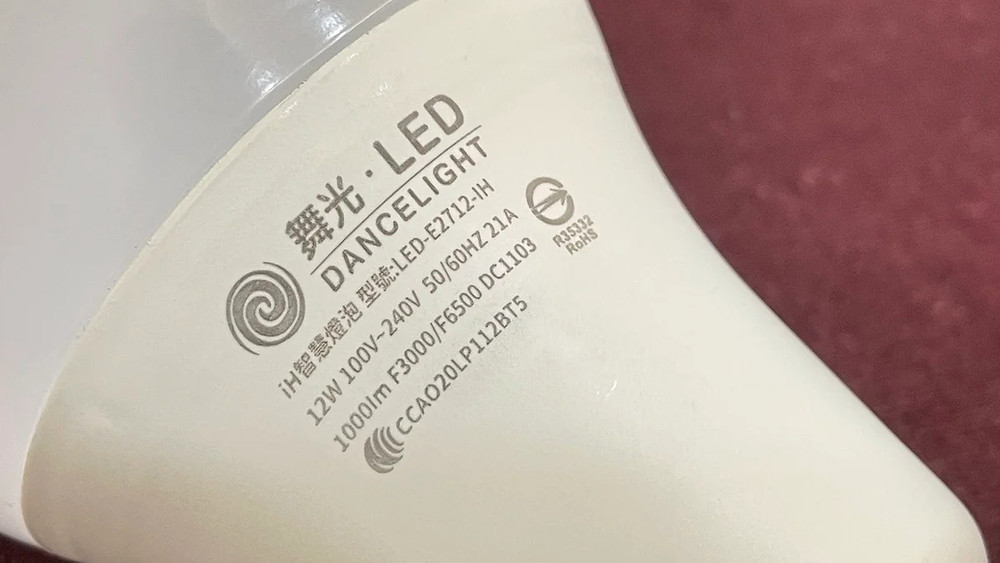 舞光·LED
DANCELIGHT
iH智慧燈泡 型號:LED-E2712-IH
12W 100V~240V 50/60HZ 21A
1000lm F3000/F6500 DC1103
CCAO20LP112BT5
R35332
RoHS